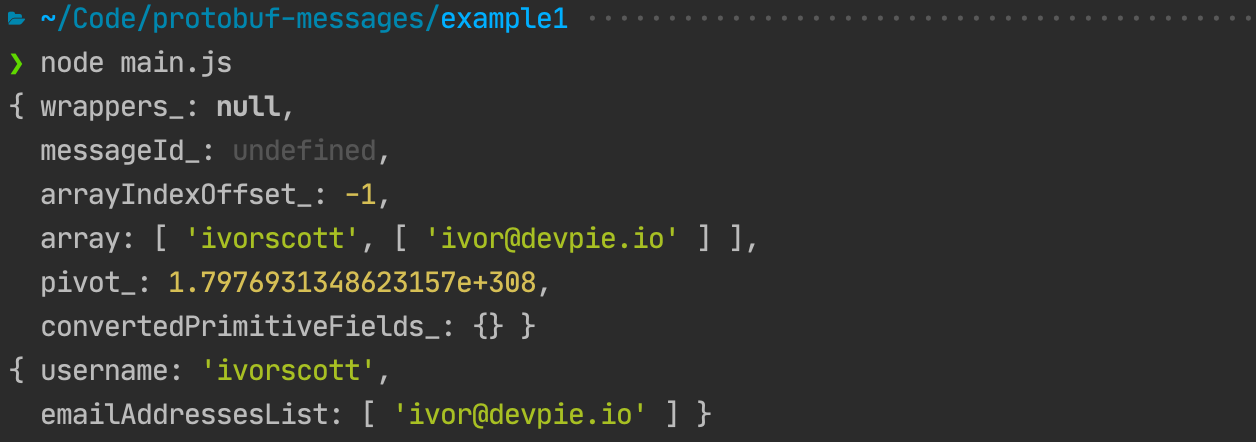 ~/Code/protobuf-messages/example1
❯ node main.js
{ wrappers_: null,
  messageId_: undefined,
  arrayIndexOffset_: -1,
  array: [ 'ivorscott', [ 'ivor@devpie.io' ] ],
  pivot_: 1.7976931348623157e+308,
  convertedPrimitiveFields_: {} }
{ username: 'ivorscott',
  emailAddressesList: [ 'ivor@devpie.io' ] }